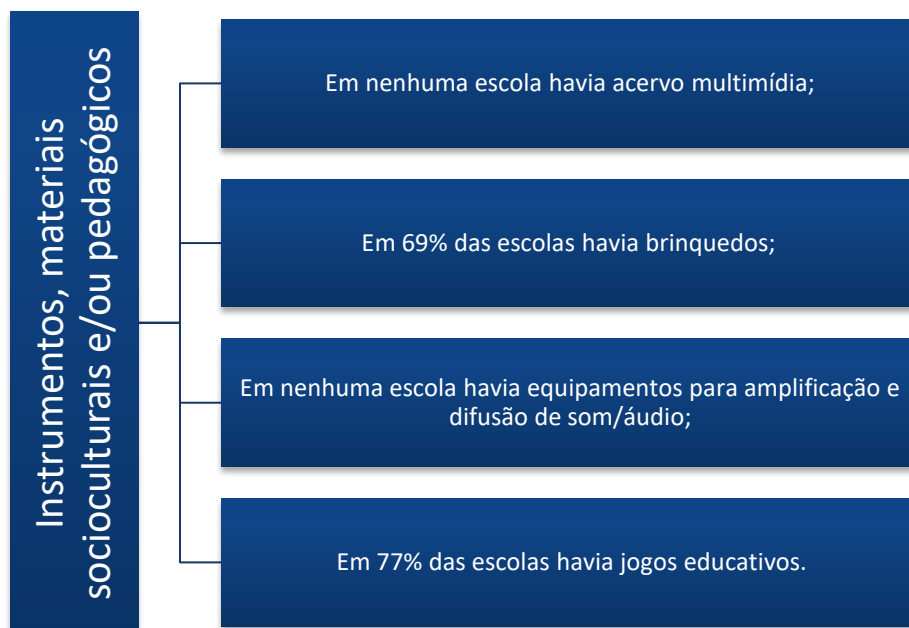 Instrumentos, materiais
socioculturais e/ou pedagógicos
Em nenhuma escola havia acervo multimídia;
Em 69% das escolas havia brinquedos;
Em nenhuma escola havia equipamentos para amplificação e
difusão de som/áudio;
Em 77% das escolas havia jogos educativos.